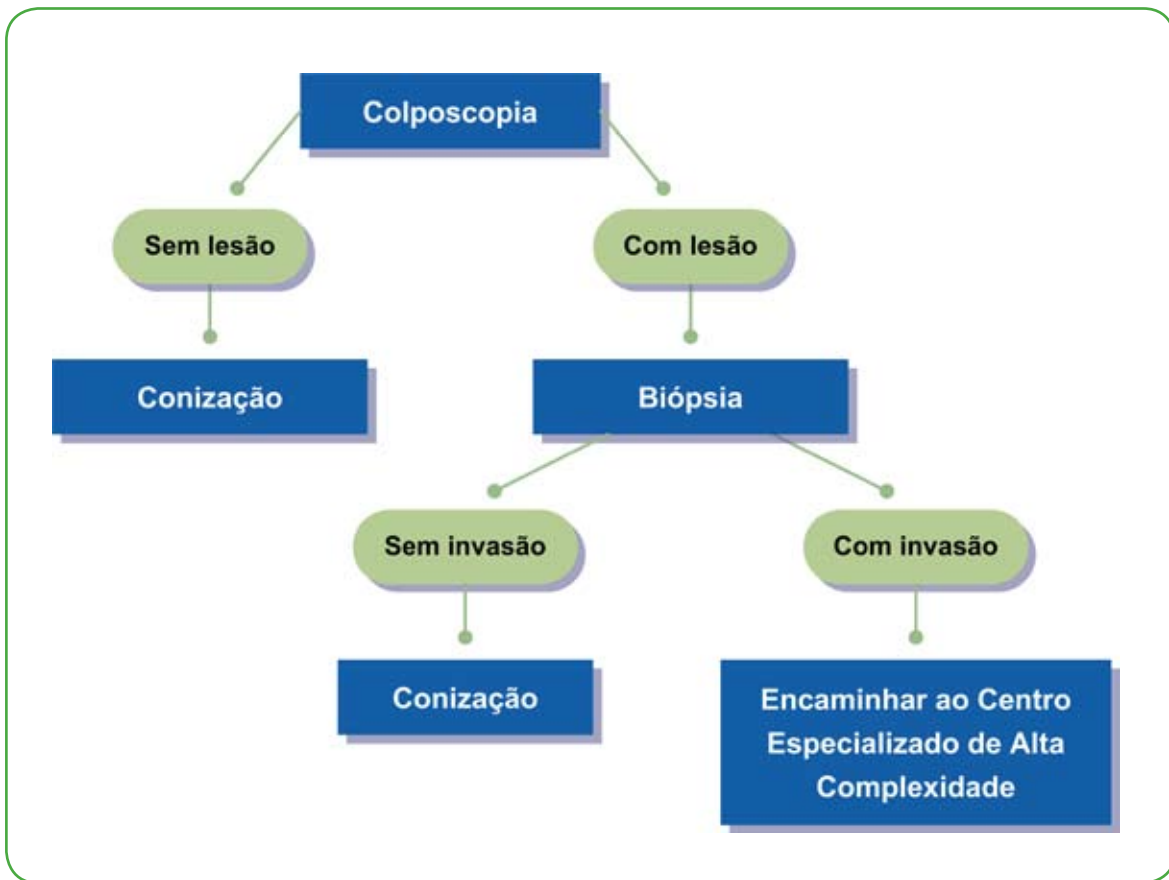 Colposcopia
Sem lesão
Com lesão
Conização
Biópsia
Sem invasão
Com invasão
Conização
Encaminhar ao Centro
Especializado de Alta
Complexidade